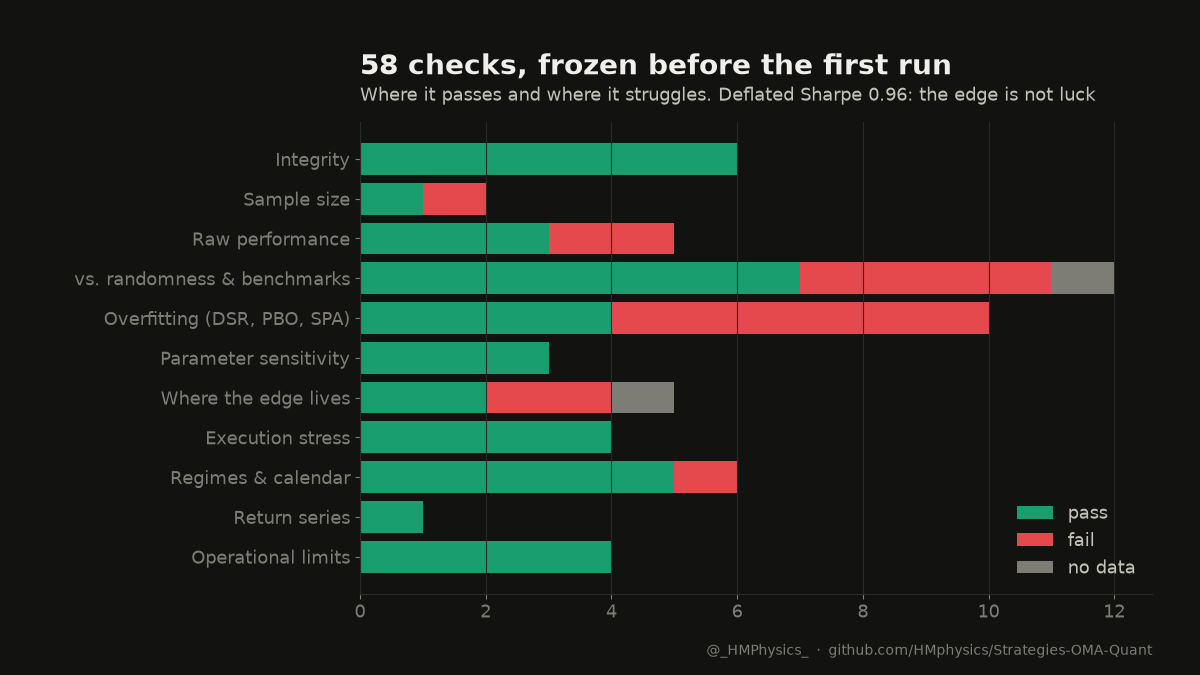 58 checks, frozen before the first run
Where it passes and where it struggles. Deflated Sharpe 0.96: the edge is not luck
Integrity
Sample size
Raw performance
vs. randomness & benchmarks
Overfitting (DSR, PBO, SPA)
Parameter sensitivity
Where the edge lives
Execution stress
Regimes & calendar
Return series
Operational limits
pass
fail
no data
0 2 4 6 8 10 12
@_HMPhysics_ · github.com/HMphysics/Strategies-OMA-Quant